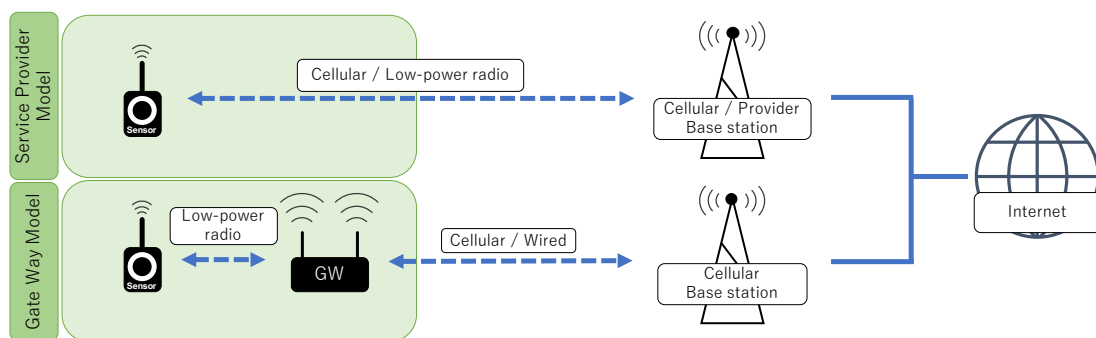 Service Provider
Model
Sensor
Cellular / Low-power radio
Cellular / Provider
Base station
Internet
Gate Way Model
Sensor
Low-power
radio
GW
Cellular / Wired
Cellular
Base station